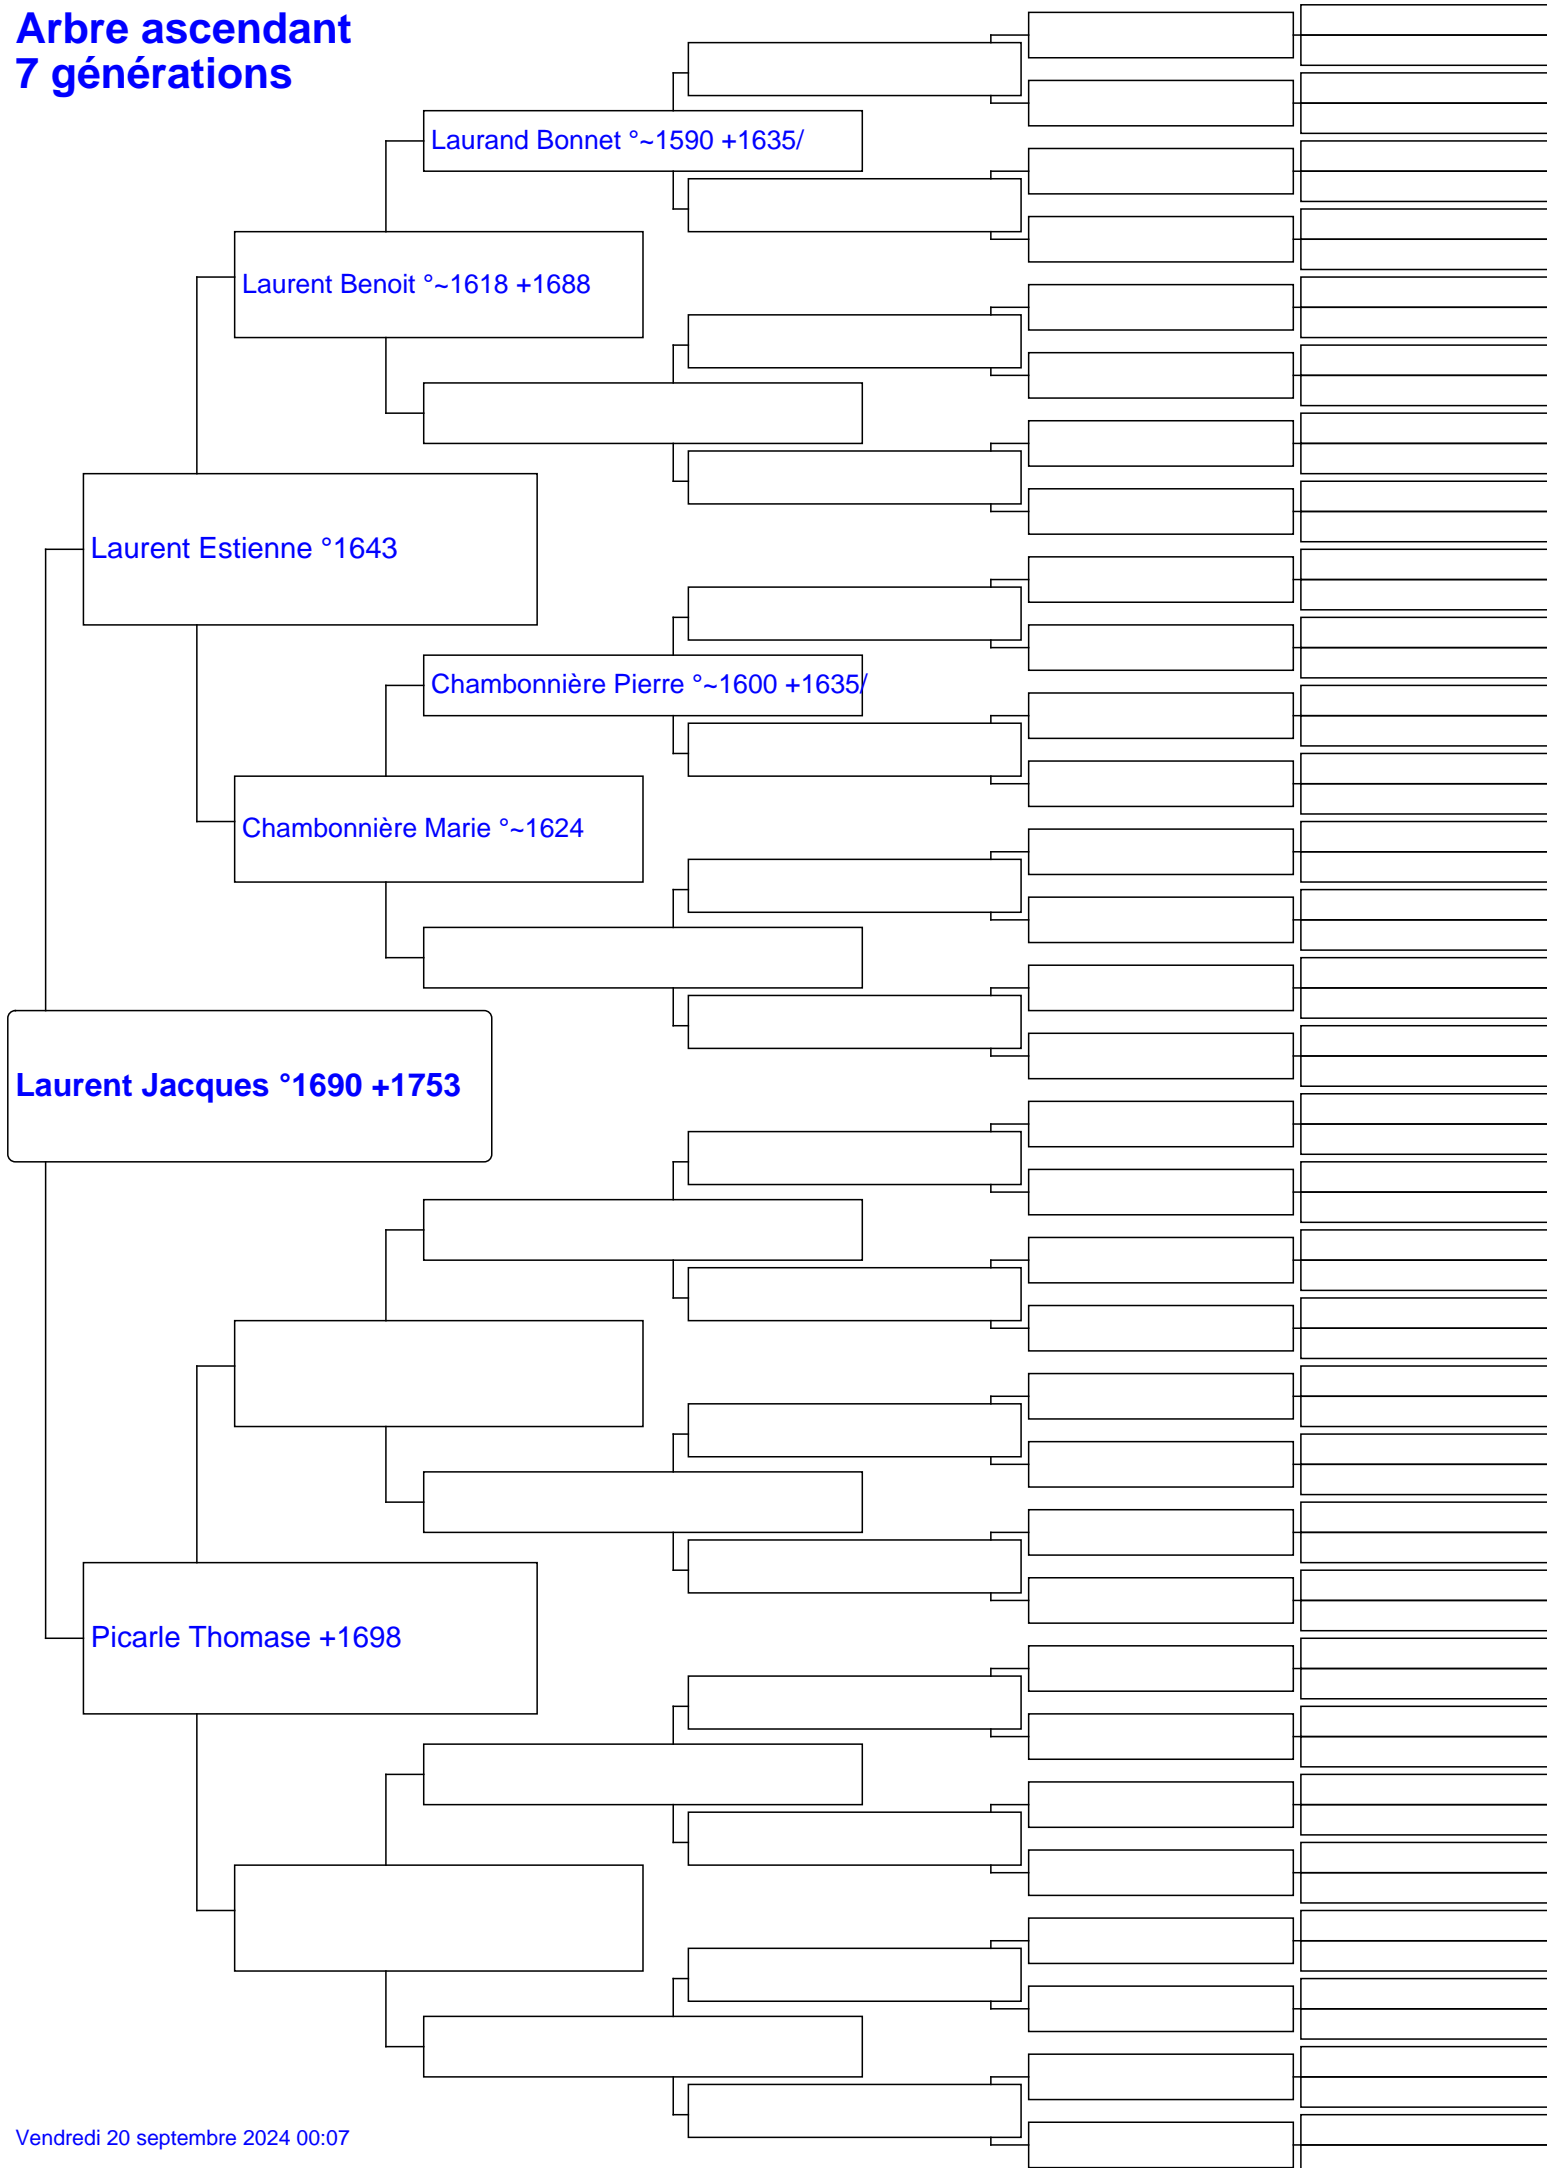 Arbre ascendant
7 générations
Laurand Bonnet °~1590 +1635/
Laurent Benoit °~1618 +1688
Laurent Estienne °1643
Chambonnière Pierre °~1600 +1635/
Chambonnière Marie °~1624
Laurent Jacques °1690 +1753
Picarle Thomase +1698
Vendredi 20 septembre 2024 00:07